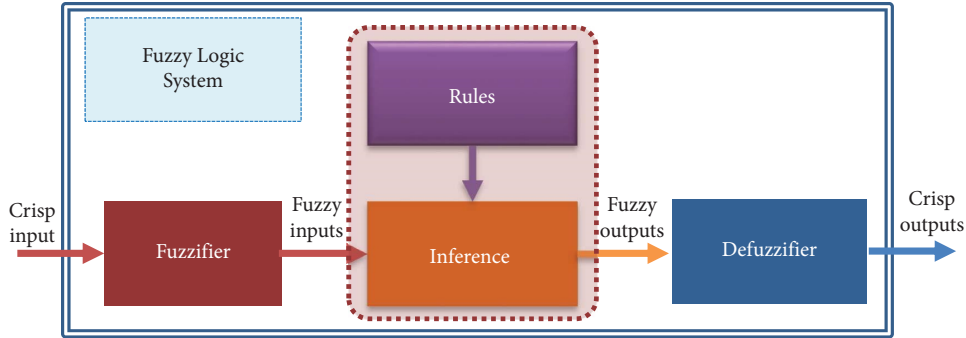 Fuzzy Logic
System
Rules
Crisp
input
Fuzzifier
Fuzzy
inputs
Inference
Fuzzy
outputs
Defuzzifier
Crisp
outputs